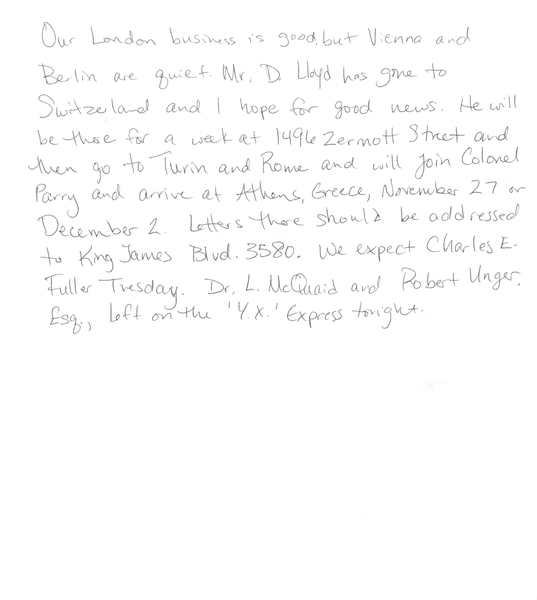 Our London business is good, but Vienna and
Berlin are quiet. Mr. D. Lloyd has gone to
Switzerland and I hope for good news. He will
be there for a week at 1496 Zermott Street and
then go to Turin and Rome and will join Colonel
Parry and arrive at Athens, Greece, November 27 or
December 2. Letters there should be addressed
to King James Blvd. 3580. We expect Charles E.
Fuller Tuesday. Dr. L. McQuaid and Robert Unger,
Esq., left on the 'Y.X.' Express tonight.